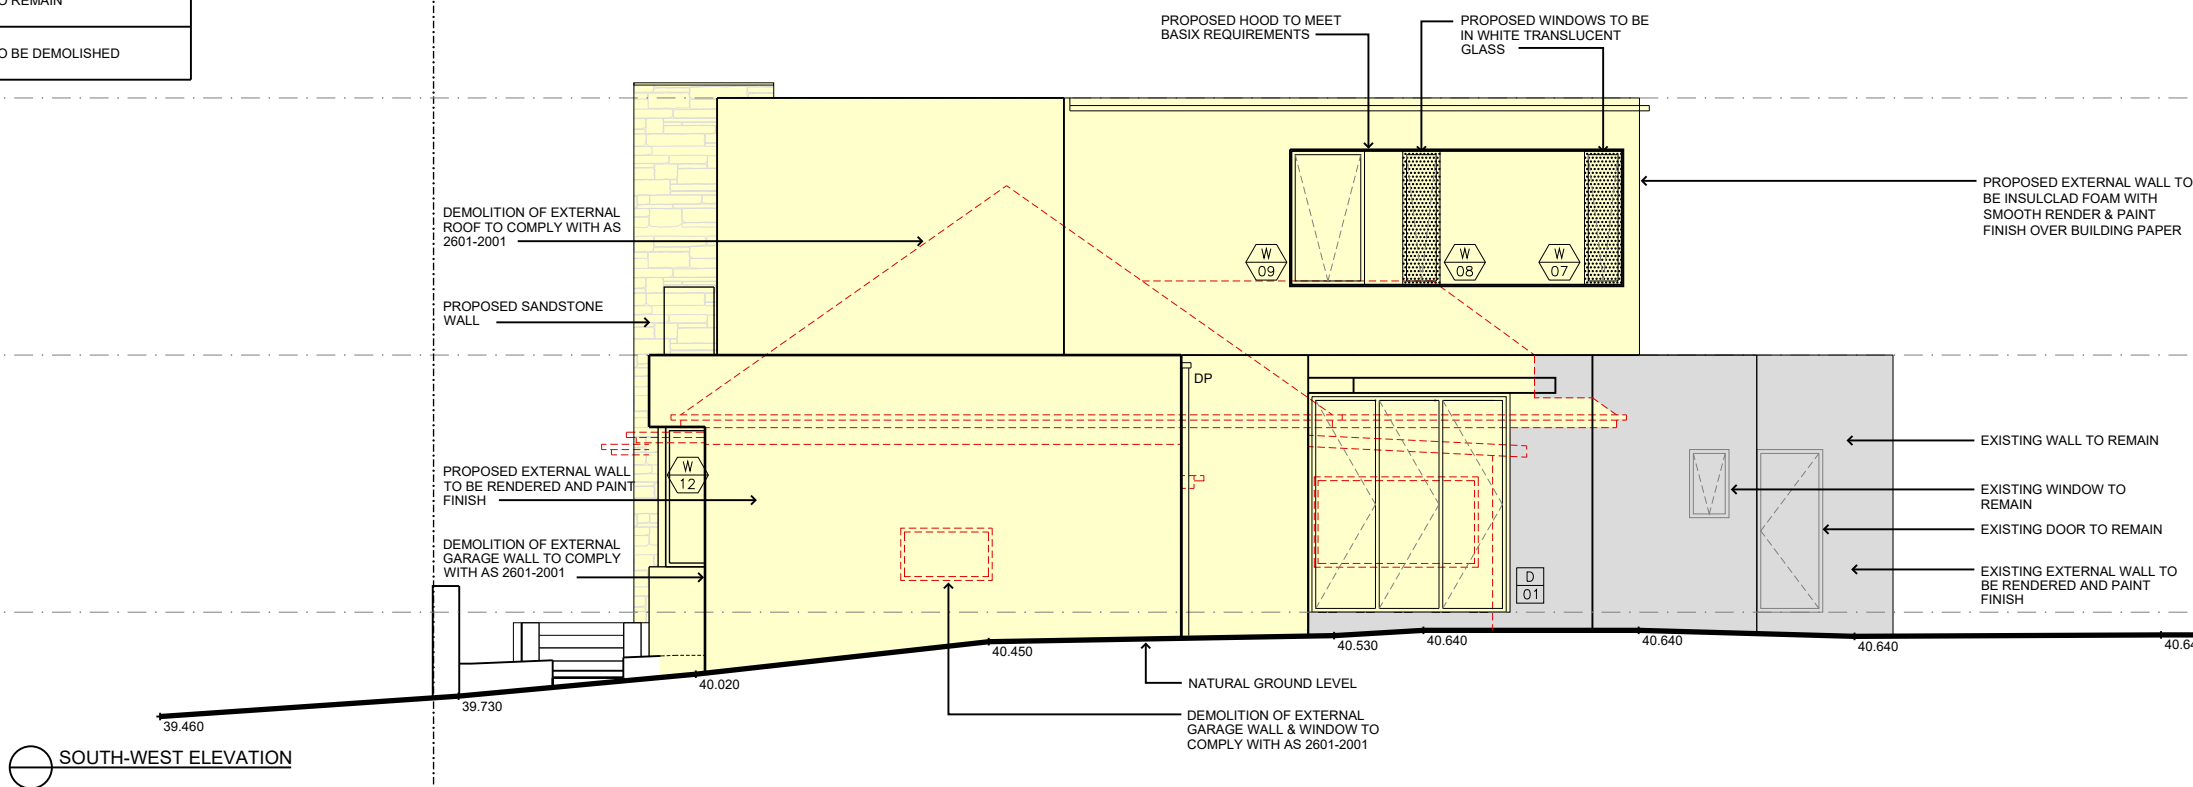 REMAIN
BE DEMOLISHED
PROPOSED HOOD TO MEET
BASIX REQUIREMENTS
PROPOSED WINDOWS TO BE
IN WHITE TRANSLUCENT
GLASS
DEMOLITION OF EXTERNAL
ROOF TO COMPLY WITH AS
2601-2001
PROPOSED SANDSTONE
WALL
PROPOSED EXTERNAL WALL
TO BE RENDERED AND PAINT
FINISH
DEMOLITION OF EXTERNAL
GARAGE WALL TO COMPLY
WITH AS 2601-2001
W
09
W
08
W
07
PROPOSED EXTERNAL WALL TO
BE INSULCLAD FOAM WITH
SMOOTH RENDER & PAINT
FINISH OVER BUILDING PAPER
DP
W
12
D
01
EXISTING WALL TO REMAIN
EXISTING WINDOW TO
REMAIN
EXISTING DOOR TO REMAIN
EXISTING EXTERNAL WALL TO
BE RENDERED AND PAINT
FINISH
39.460
39.730
40.020
40.450
40.530
40.640
40.640
40.640
NATURAL GROUND LEVEL
DEMOLITION OF EXTERNAL
GARAGE WALL & WINDOW TO
COMPLY WITH AS 2601-2001
SOUTH-WEST ELEVATION